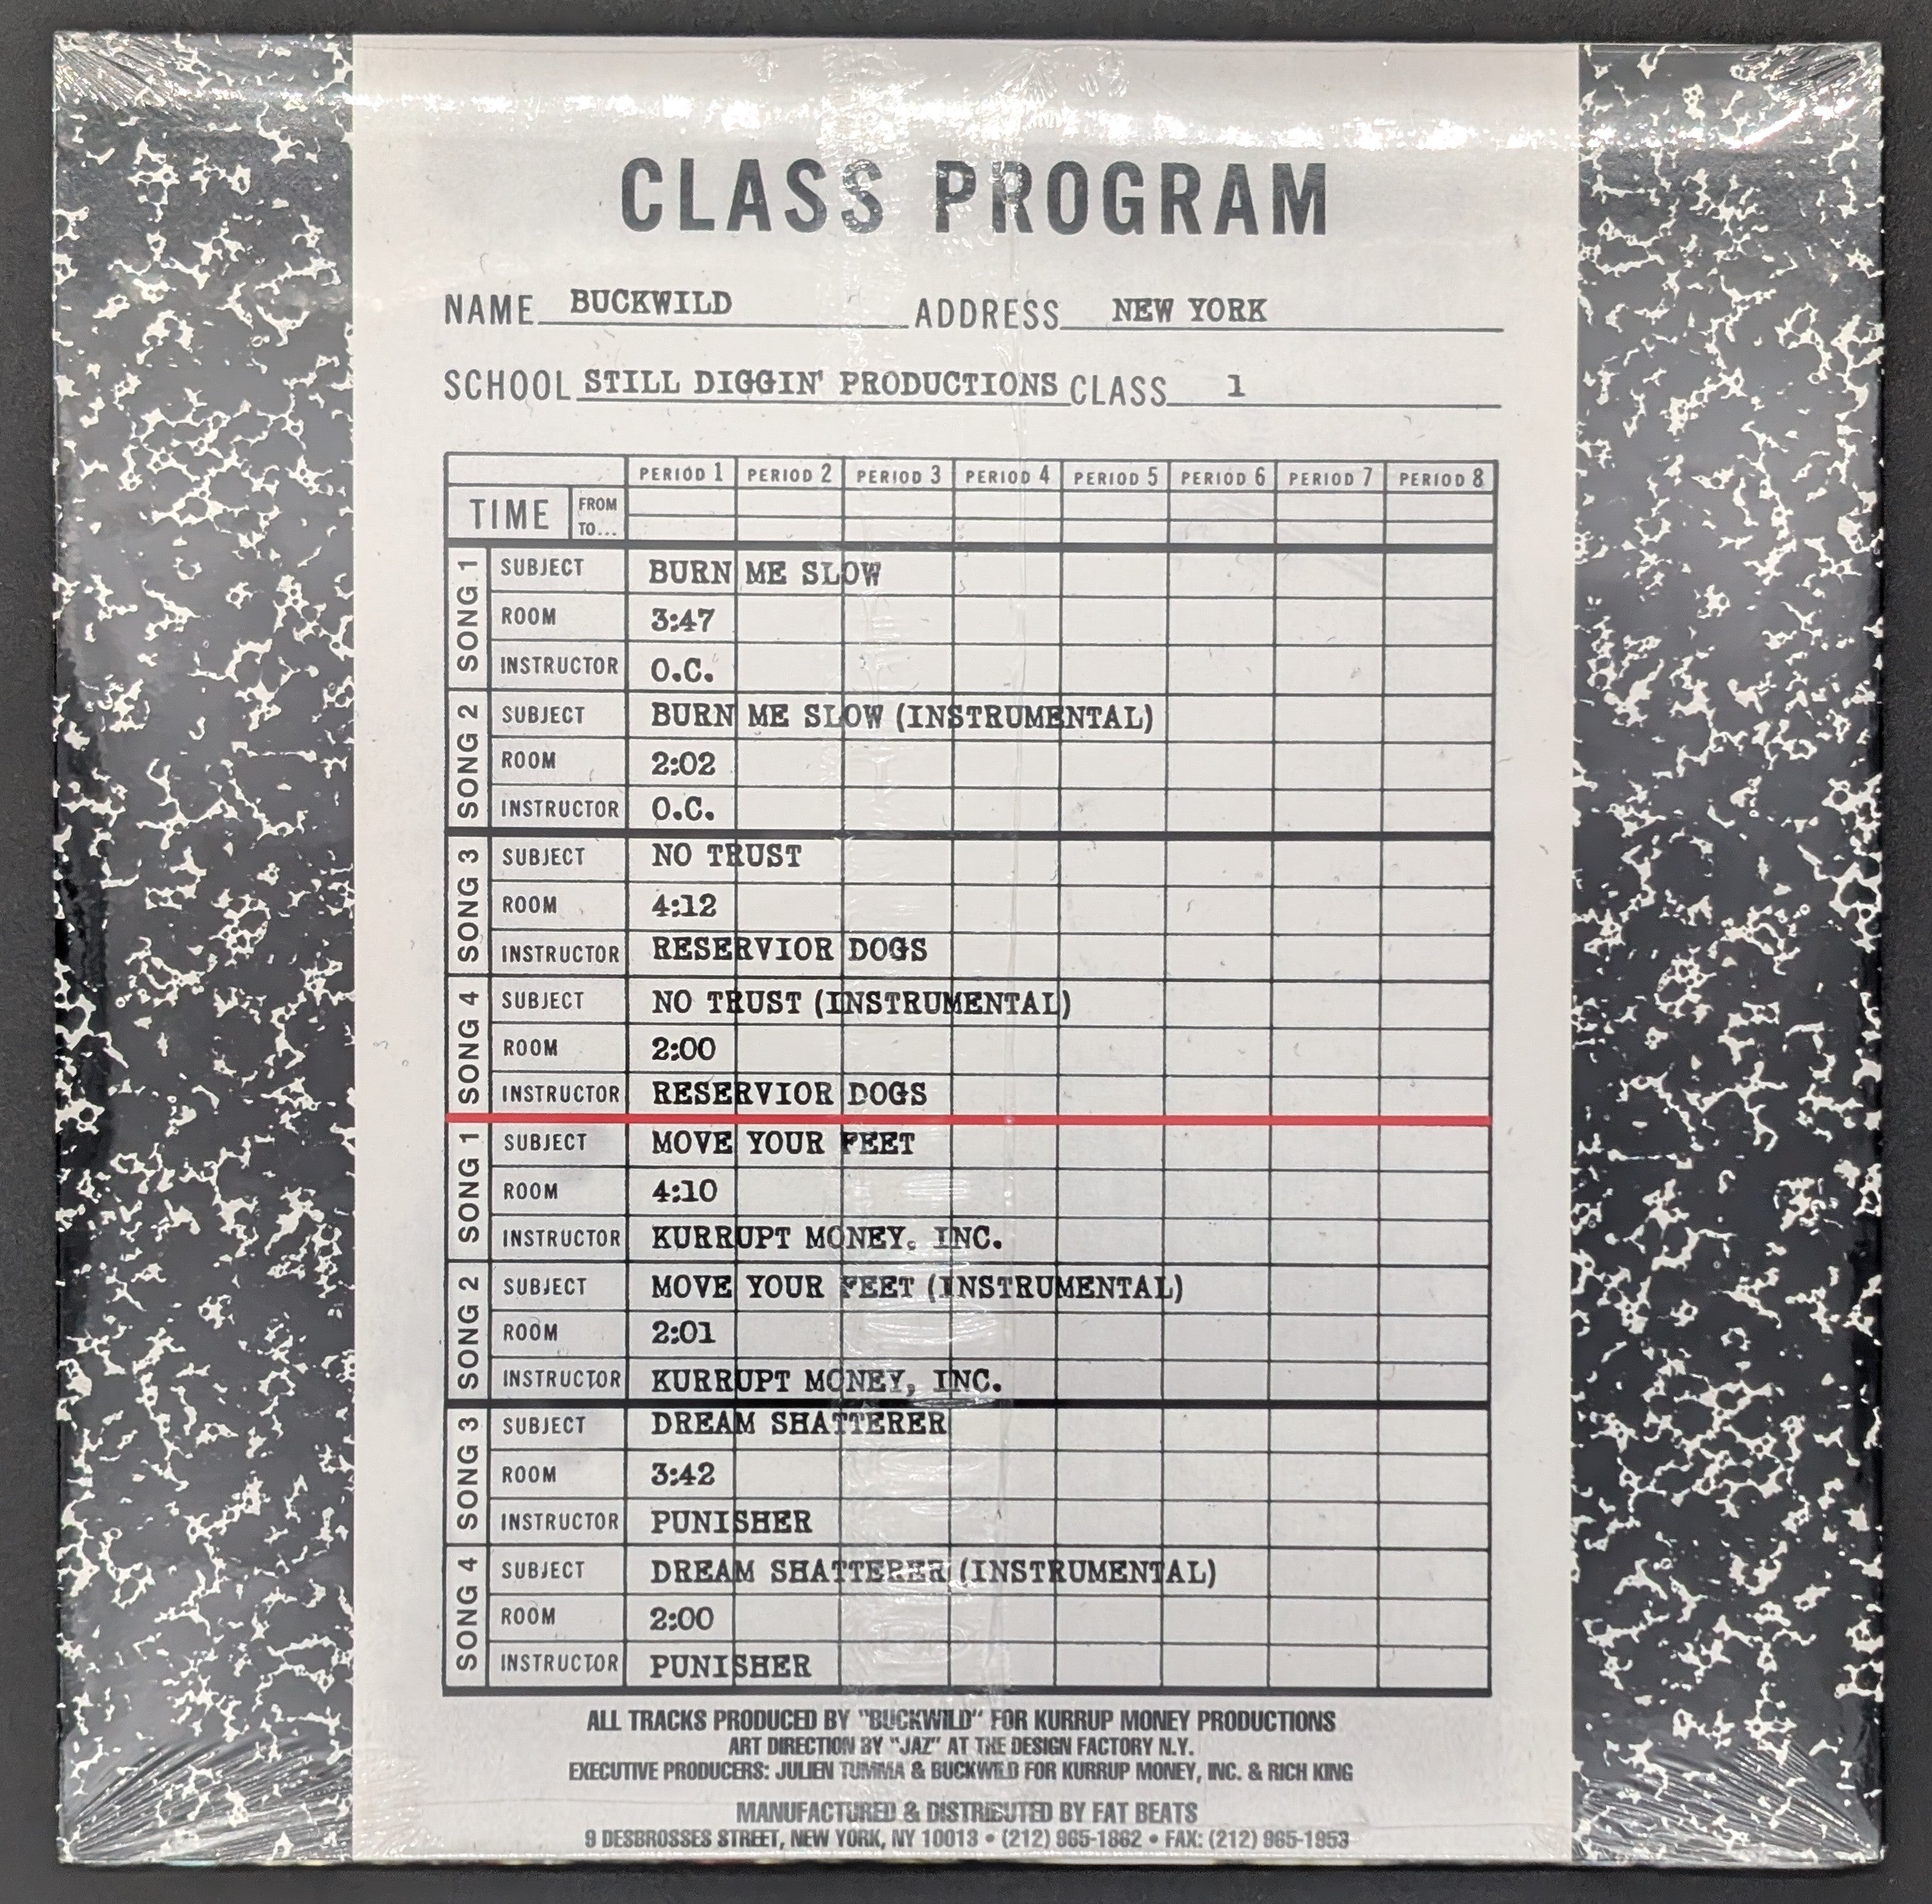 CLASS PROGRAM
NAME BUCKWILD ADDRESS NEW YORK
SCHOOL STILL DIGGIN' PRODUCTIONS CLASS 1
PERIOD 1 PERIOD 2 PERIOD 3 PERIOD 4 PERIOD 5 PERIOD 6 PERIOD 7 PERIOD 8
TIME FROM
TO...
SONG 1
SUBJECT BURN ME SLOW
ROOM 3:47
INSTRUCTOR O.C.
SONG 2
SUBJECT BURN ME SLOW (INSTRUMENTAL)
ROOM 2:02
INSTRUCTOR O.C.
SONG 3
SUBJECT NO TRUST
ROOM 4:12
INSTRUCTOR RESERVIOR DOGS
SONG 4
SUBJECT NO TRUST (INSTRUMENTAL)
ROOM 2:00
INSTRUCTOR RESERVIOR DOGS
SONG 1
SUBJECT MOVE YOUR FEET
ROOM 4:10
INSTRUCTOR KURRUPT MONEY, INC.
SONG 2
SUBJECT MOVE YOUR FEET (INSTRUMENTAL)
ROOM 2:01
INSTRUCTOR KURRUPT MONEY, INC.
SONG 3
SUBJECT DREAM SHATTERER
ROOM 3:42
INSTRUCTOR PUNISHER
SONG 4
SUBJECT DREAM SHATTERER (INSTRUMENTAL)
ROOM 2:00
INSTRUCTOR PUNISHER
ALL TRACKS PRODUCED BY "BUCKWILD" FOR KURRUP MONEY PRODUCTIONS
ART DIRECTION BY "JAZ" AT THE DESIGN FACTORY N.Y.
EXECUTIVE PRODUCERS: JULIEN TUMMA & BUCKWILD FOR KURRUP MONEY, INC. & RICH KING
MANUFACTURED & DISTRIBUTED BY FAT BEATS
9 DESBROSSES STREET, NEW YORK, NY 10013 • (212) 965-1862 • FAX: (212) 965-1953